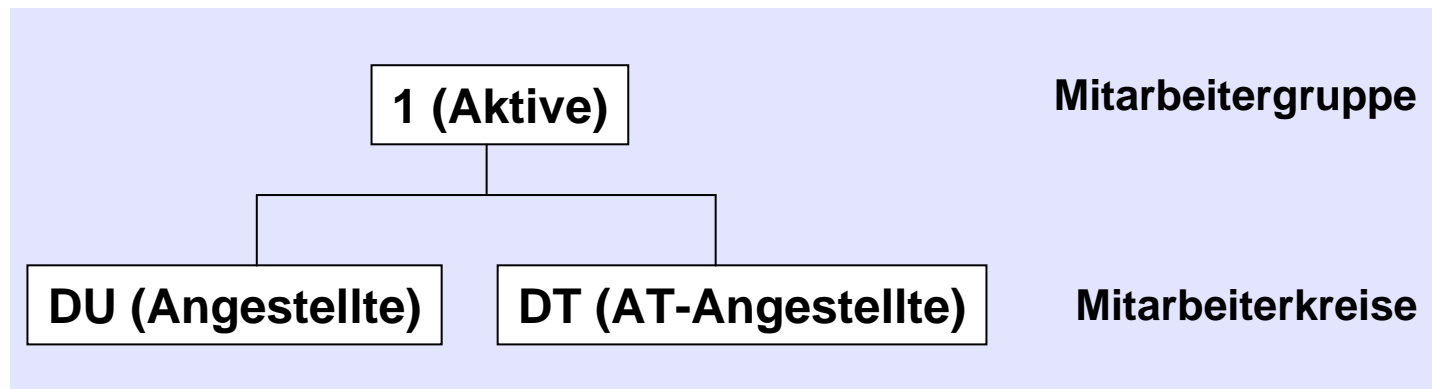 1 (Aktive)
Mitarbeitergruppe
DU (Angestellte)
DT (AT-Angestellte)
Mitarbeiterkreise